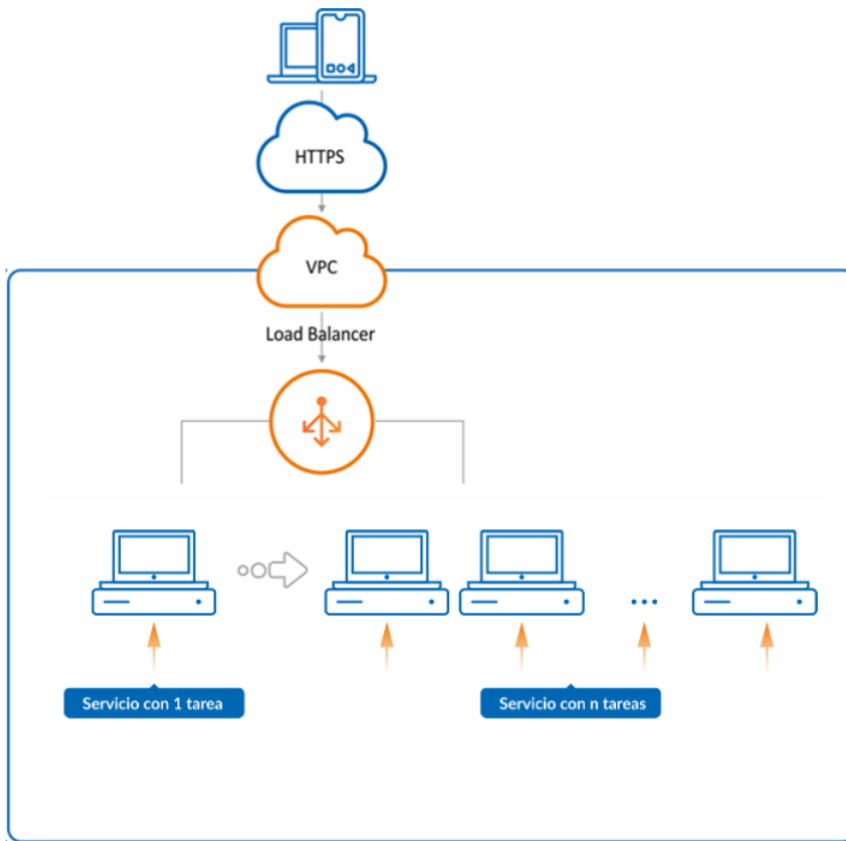 HTTPS
VPC
Load Balancer
...
Servicio con 1 tarea
Servicio con n tareas